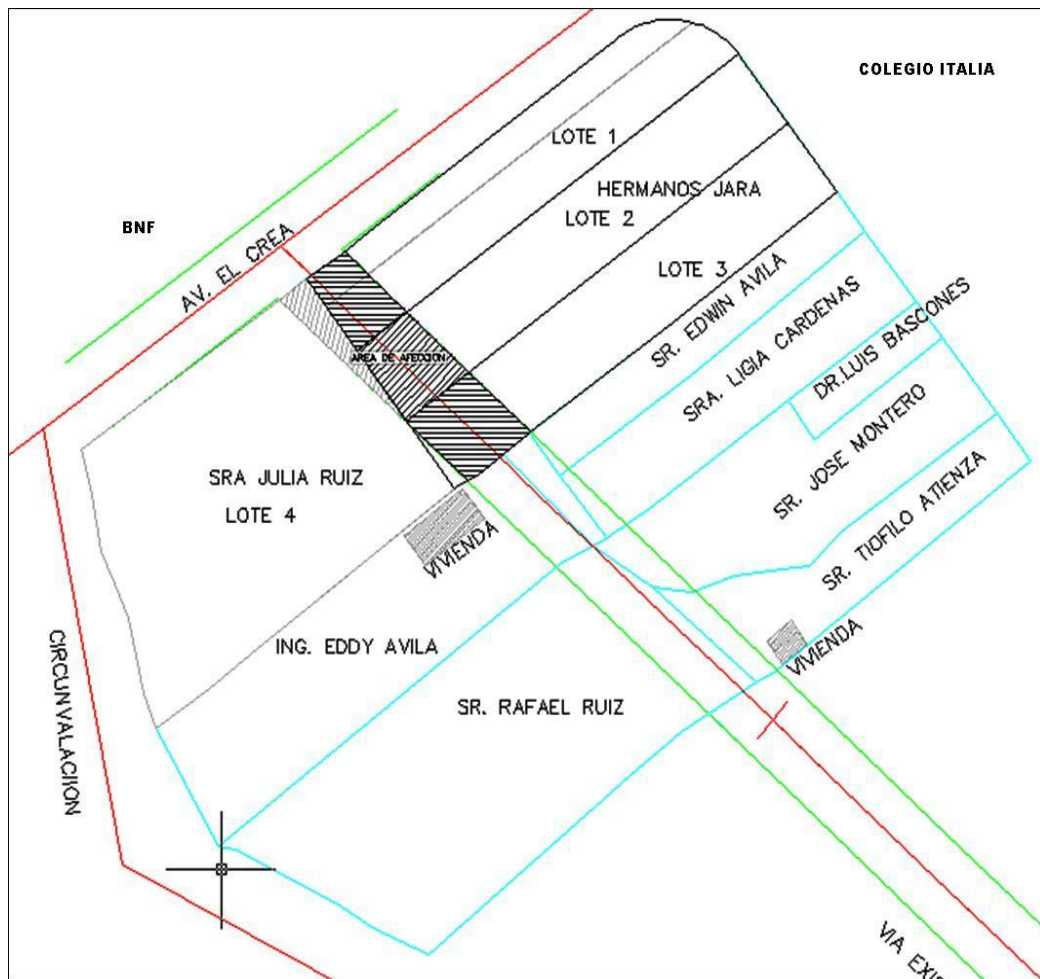 COLEGIO ITALIA
BNF
AV. EL CREA
LOTE 1
HERMANOS JARA
LOTE 2
LOTE 3
SR. EDWIN AVILA
SRA. LIGIA CARDENAS
DR.LUIS BASCONES
SR. JOSE MONTERO
SR. TIOFILO ATIENZA
AREA DE AFECCION
SRA JULIA RUIZ
LOTE 4
VIVIENDA
VIVIENDA
ING. EDDY AVILA
SR. RAFAEL RUIZ
CIRCUNVALACIION
VIA